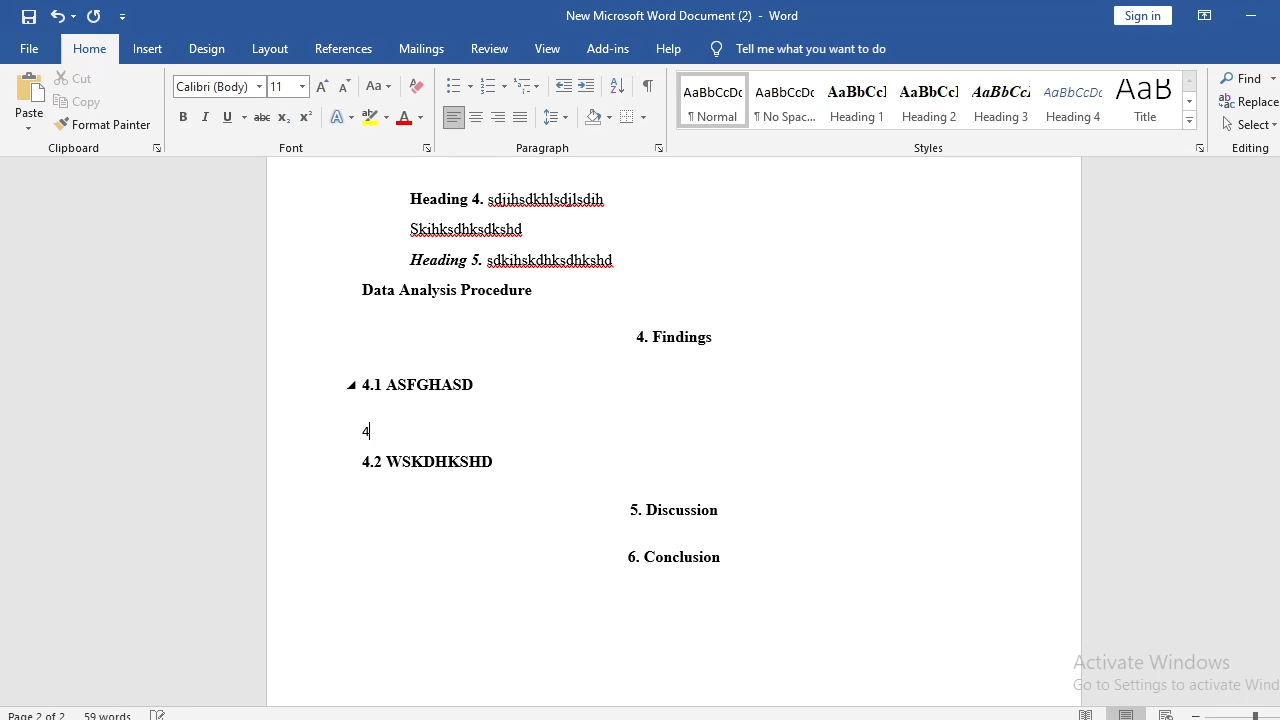 New Microsoft Word Document (2) - Word
Sign in
File Home Insert Design Layout References Mailings Review View Add-ins Help Tell me what you want to do
Paste
Cut
Copy
Format Painter
Clipboard
Calibri (Body) 11
Font
Paragraph
AaBbCcDc ¶ Normal
AaBbCcDc ¶ No Spac...
AaBbCcI Heading 1
AaBbCcI Heading 2
AaBbCcI Heading 3
AaBbCcDc Heading 4
AaB Title
Styles
Find
Replace
Select
Editing
Heading 4. sdjihsdkhlsdjlsdih
Skihksdhksdkshd
Heading 5. sdkihskdhksdhkshd
Data Analysis Procedure
4. Findings
4.1 ASFGHASD
4
4.2 WSKDHKSHD
5. Discussion
6. Conclusion
Activate Windows
Go to Settings to activate Wind
Page 2 of 2 59 words